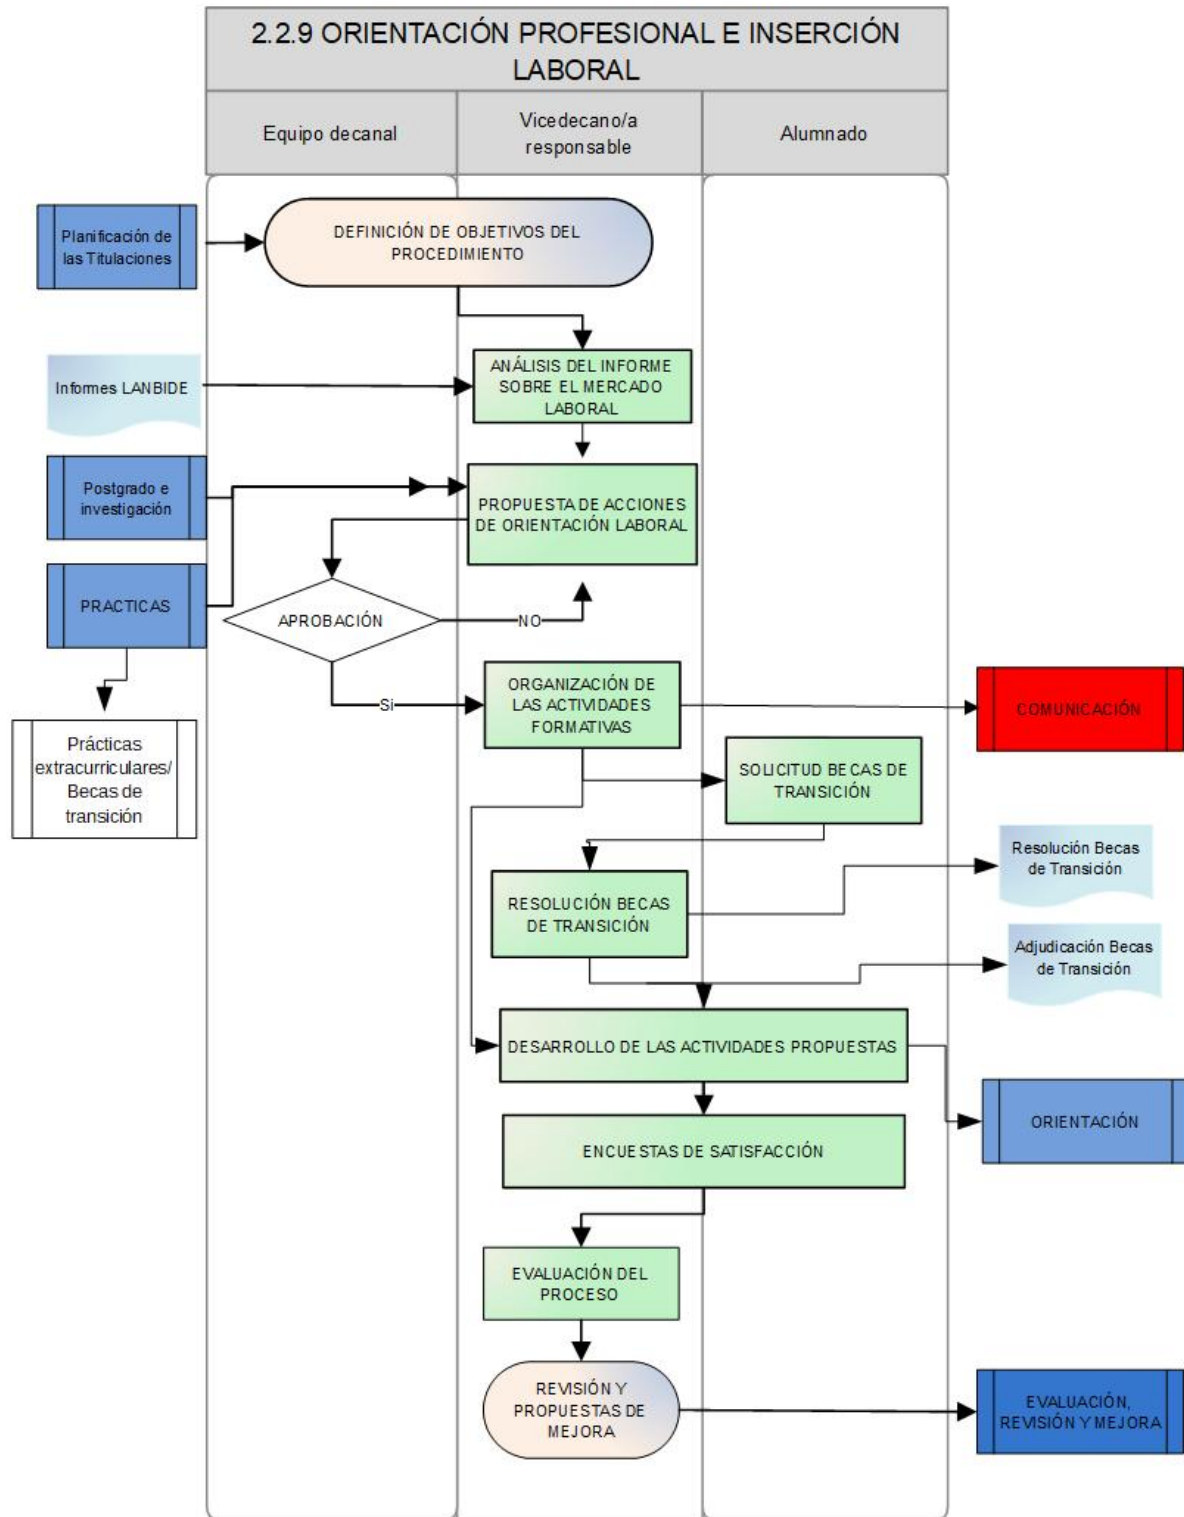 2.2.9 ORIENTACIÓN PROFESIONAL E INSERCIÓN
LABORAL
Equipo decanal
Vicedecano/a
responsable
Alumnado
Planificación de
las Titulaciones
DEFINICIÓN DE OBJETIVOS DEL
PROCEDIMIENTO
Informes LANBIDE
ANÁLISIS DEL INFORME
SOBRE EL MERCADO
LABORAL
Postgrado e
investigación
PROPUESTA DE ACCIONES
DE ORIENTACIÓN LABORAL
PRACTICAS
APROBACIÓN
NO
Si
ORGANIZACIÓN DE
LAS ACTIVIDADES
FORMATIVAS
COMUNICACIÓN
Prácticas
extracurriculares/
Becas de
transición
SOLICITUD BECAS DE
TRANSICIÓN
Resolución Becas
de Transición
RESOLUCIÓN BECAS
DE TRANSICIÓN
Adjudicación Becas
de Transición
DESARROLLO DE LAS ACTIVIDADES PROPUESTAS
ORIENTACIÓN
ENCUESTAS DE SATISFACCIÓN
EVALUACIÓN DEL
PROCESO
REVISIÓN Y
PROPUESTAS DE
MEJORA
EVALUACIÓN,
REVISIÓN Y MEJORA